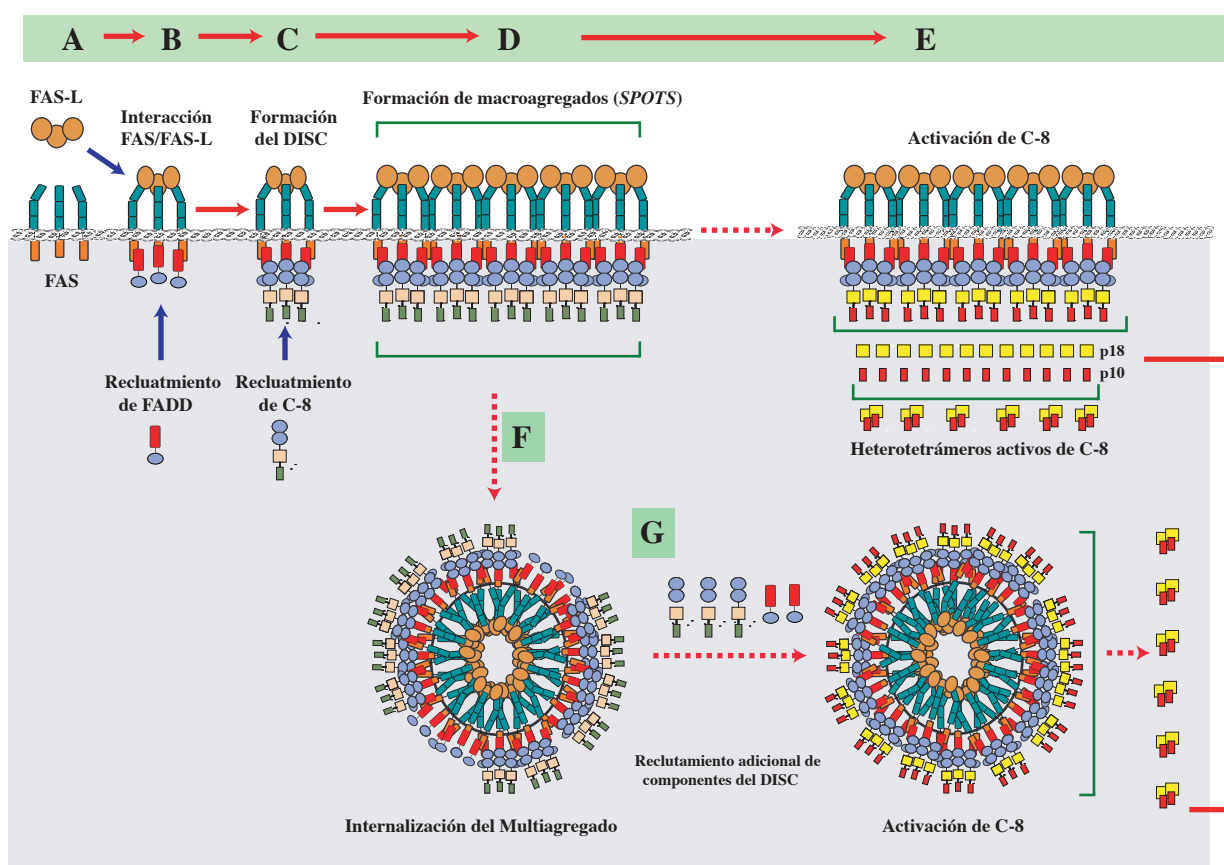 A B C D E
FAS-L
Interacción
FAS/FAS-L
Formación
del DISC
Formación de macroagregados (SPOTS)
Activación de C-8
FAS
Recluatmiento
de FADD
Recluatmiento
de C-8
p18
p10
Heterotetrámeros activos de C-8
F
G
Reclutamiento adicional de
componentes del DISC
Internalización del Multiagregado
Activación de C-8